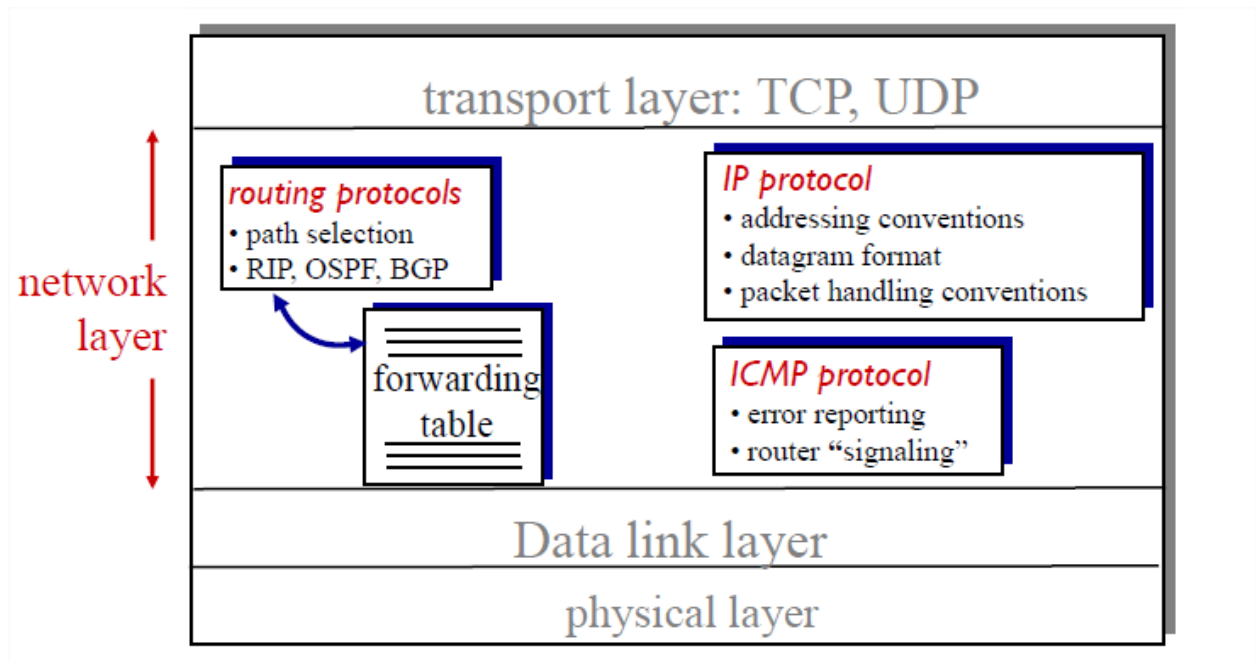 transport layer: TCP, UDP
network
layer
routing protocols
• path selection
• RIP, OSPF, BGP
forwarding
table
IP protocol
• addressing conventions
• datagram format
• packet handling conventions
ICMP protocol
• error reporting
• router “signaling”
Data link layer
physical layer